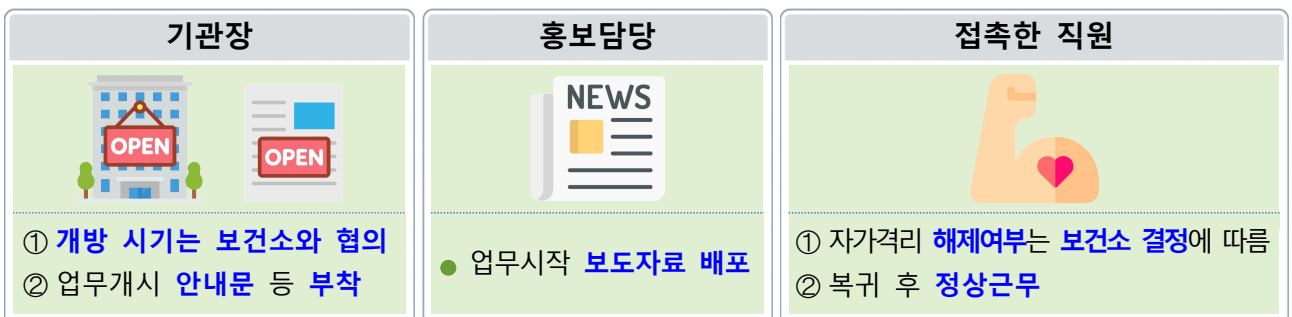 기관장
OPEN
OPEN
① 개방 시기는 보건소와 협의
② 업무개시 안내문 등 부착
홍보담당
NEWS
● 업무시작 보도자료 배포
접촉한 직원
① 자가격리 해제여부는 보건소 결정에 따름
② 복귀 후 정상근무